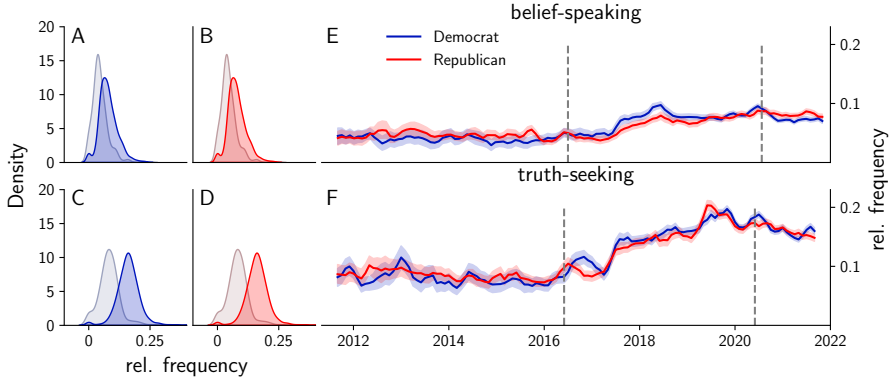 belief-speaking
A
B
E
Democrat
Republican
20
15
10
5
0
0.2
0.1
truth-seeking
C
D
F
20
15
10
5
0
0.2
0.1
Density
rel. frequency
0 0.25 0 0.25
2012 2014 2016 2018 2020 2022
rel. frequency